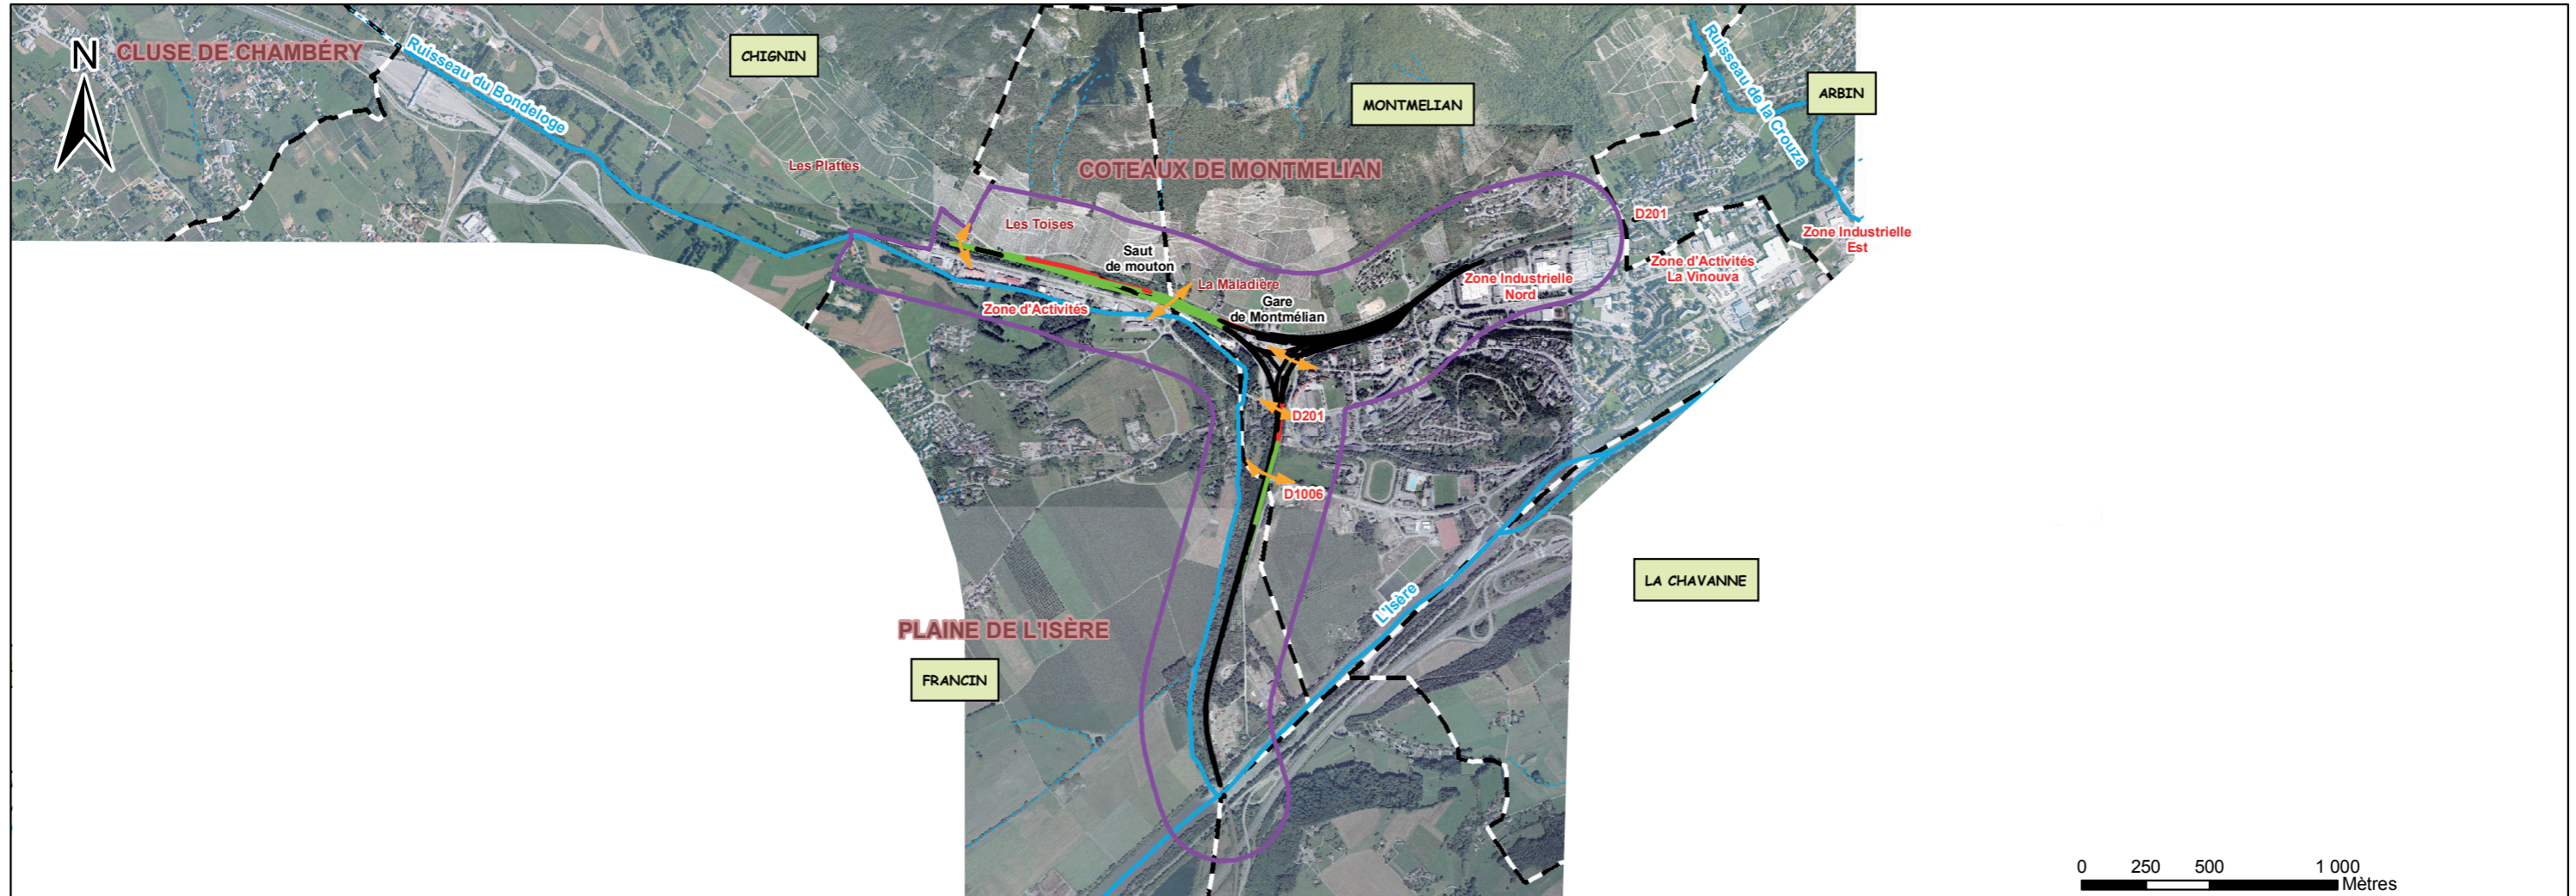 CLUSE DE CHAMBÉRY
N
Ruisseau du Bondeloge
CHIGNIN
MONTMELIAN
Ruisseau de la Crouza
ARBIN
Les Plattes
COTEAUX DE MONTMELIAN
Les Toises
D201
Zone Industrielle
Est
Saut
de mouton
La Maladière
Zone d'Activités
La Vinouva
Zone Industrielle
Nord
Gare
de Montmélian
Zone d'Activités
D201
D1006
LA CHAVANNE
L'Isère
PLAINE DE L'ISÈRE
FRANCIN
0 250 500 1 000
Mètres